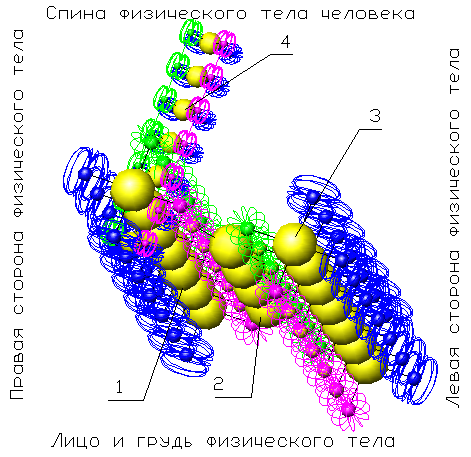 Спина физического тела человека
4
3
Правая сторона физического тела
Левая сторона физического тела
1
2
Лицо и грудь физического тела